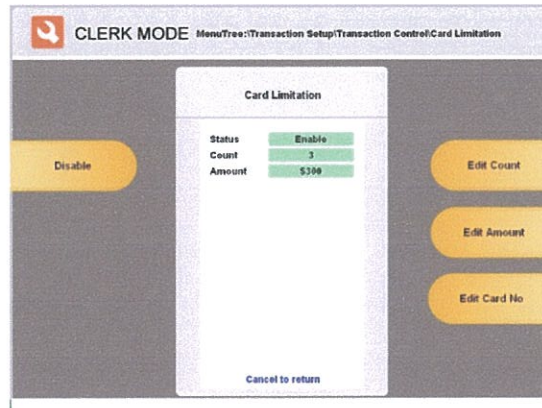 CLERK MODE MenuTree:\Transaction Setup\Transaction Control\Card Limitation
Card Limitation
Status Enable
Count 3
Amount $300
Disable
Edit Count
Edit Amount
Edit Card No
Cancel to return